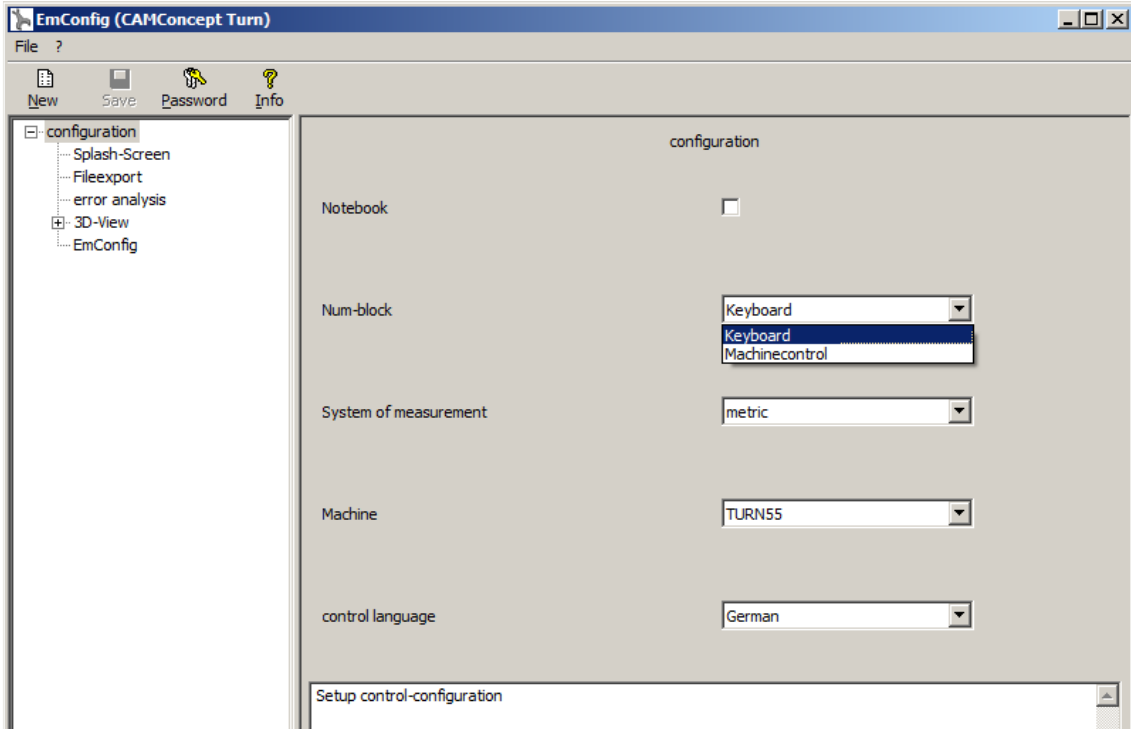 EmConfig (CAMConcept Turn)
File ?
New Save Password Info
configuration
Splash-Screen
Fileexport
error analysis
3D-View
EmConfig
configuration
Notebook
Num-block Keyboard
Keyboard
Machinecontrol
System of measurement metric
Machine TURN55
control language German
Setup control-configuration